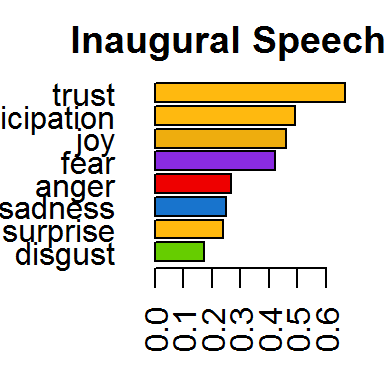 Inaugural Speech
trust
icipation
joy
fear
anger
sadness
surprise
disgust
0.0
0.1
0.2
0.3
0.4
0.5
0.6